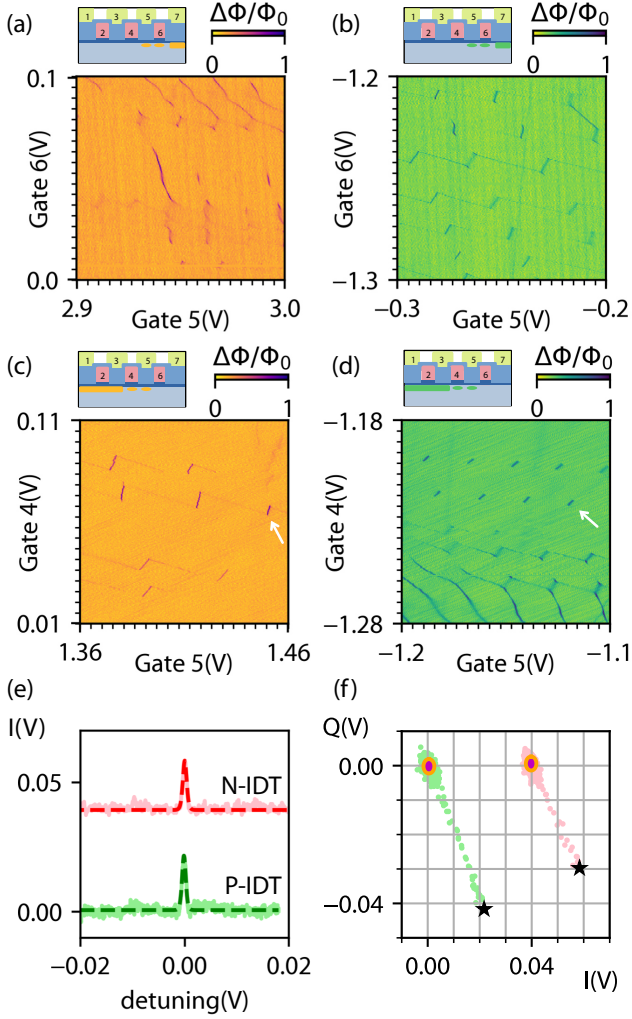 (a)
ΔΦ/Φ0
0 1
1 3 5 7
2 4 6
0.1
Gate 6(V)
0.0
2.9 3.0
Gate 5(V)
(b)
ΔΦ/Φ0
0 1
1 3 5 7
2 4 6
−1.2
Gate 6(V)
−1.3
−0.3 −0.2
Gate 5(V)
(c)
ΔΦ/Φ0
0 1
1 3 5 7
2 4 6
0.11
Gate 4(V)
0.01
1.36 1.46
Gate 5(V)
(d)
ΔΦ/Φ0
0 1
1 3 5 7
2 4 6
−1.18
Gate 4(V)
−1.28
−1.2 −1.1
Gate 5(V)
(e)
I(V)
0.05
0.00
N-IDT
P-IDT
−0.02 0.00 0.02
detuning(V)
(f)
Q(V)
0.00
−0.04
0.00 0.04
I(V)